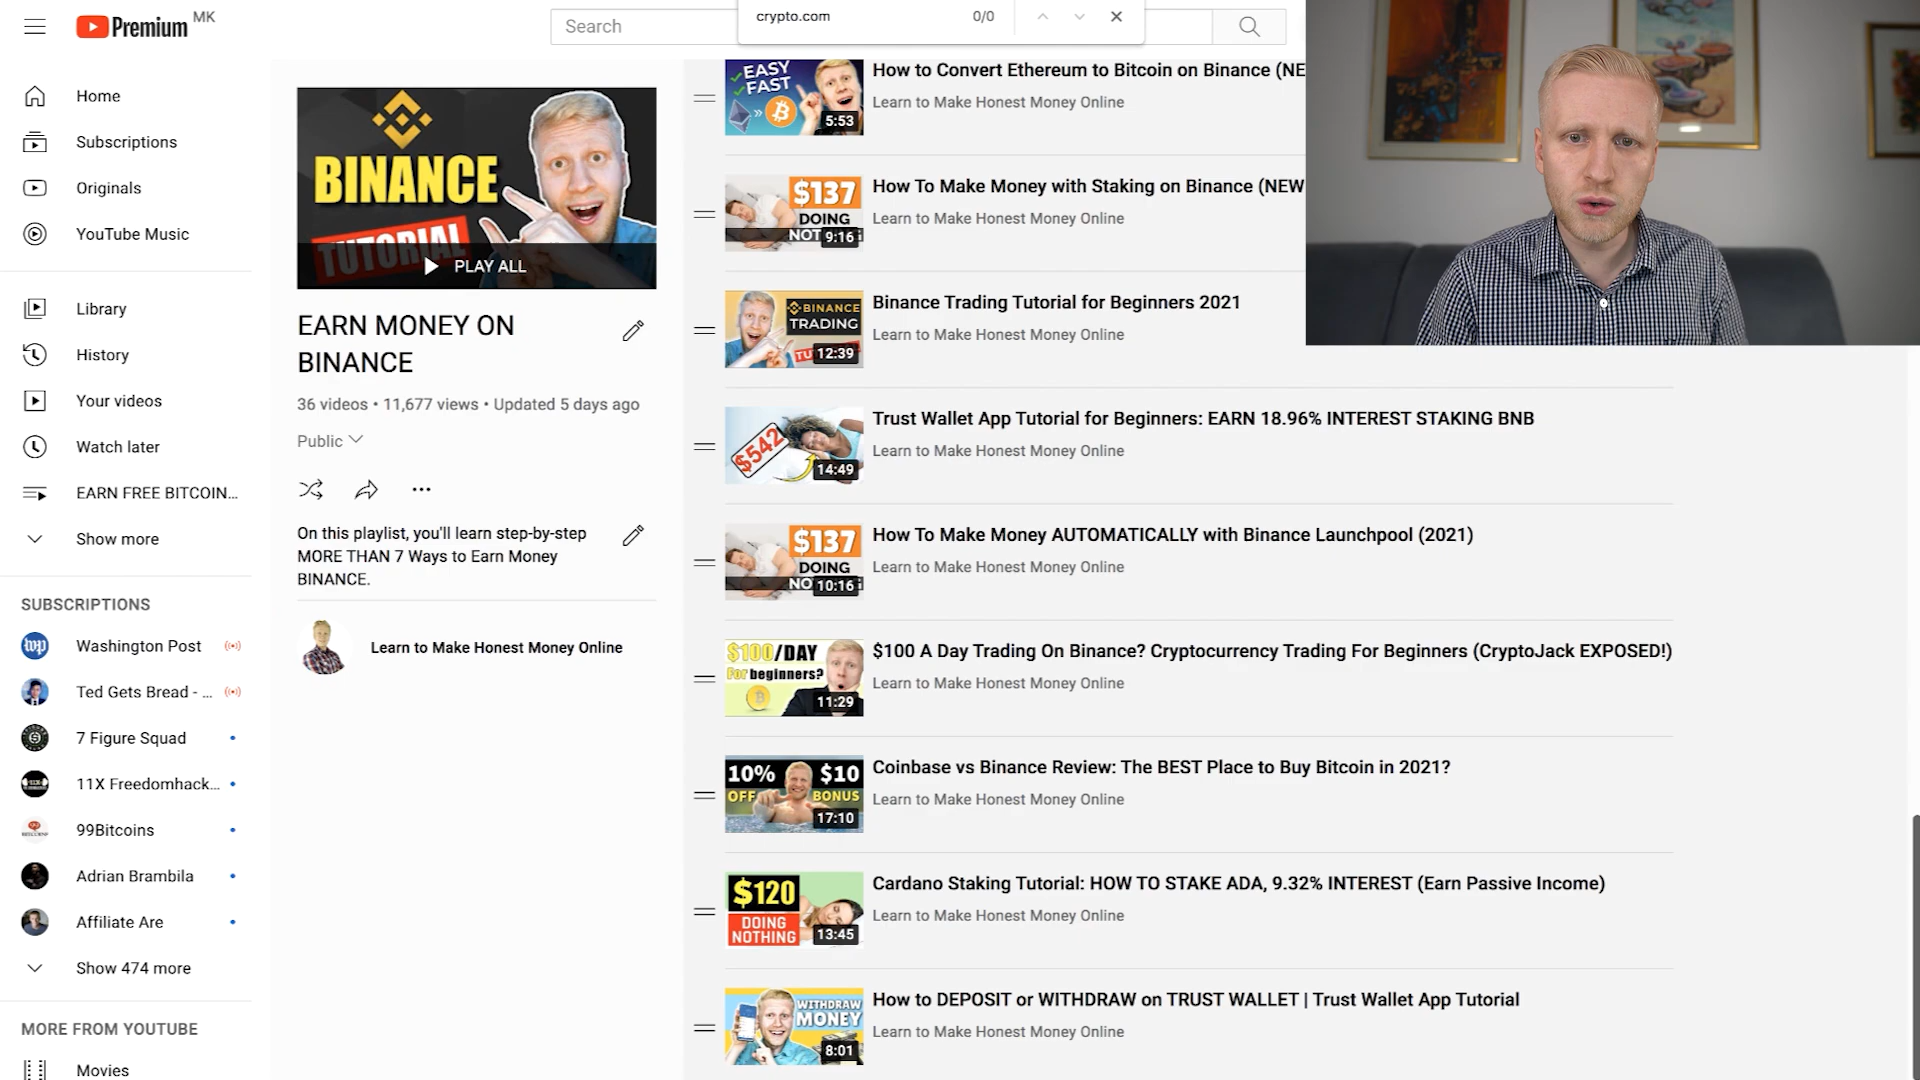 Premium MK
Search
crypto.com 0/0
Home
Subscriptions
Originals
YouTube Music
Library
History
Your videos
Watch later
EARN FREE BITCOIN...
Show more
SUBSCRIPTIONS
Washington Post
Ted Gets Bread - ...
7 Figure Squad
11X Freedomhack...
99Bitcoins
Adrian Brambila
Affiliate Are
Show 474 more
MORE FROM YOUTUBE
Movies
BINANCE
TUTORIAL
PLAY ALL
EARN MONEY ON
BINANCE
36 videos • 11,677 views • Updated 5 days ago
Public
On this playlist, you'll learn step-by-step
MORE THAN 7 Ways to Earn Money
BINANCE.
Learn to Make Honest Money Online
EASY
FAST
5:53
How to Convert Ethereum to Bitcoin on Binance (NE
Learn to Make Honest Money Online
$137
DOING
NOT
9:16
How To Make Money with Staking on Binance (NEW
Learn to Make Honest Money Online
BINANCE
TRADING
TU
12:39
Binance Trading Tutorial for Beginners 2021
Learn to Make Honest Money Online
$542
14:49
Trust Wallet App Tutorial for Beginners: EARN 18.96% INTEREST STAKING BNB
Learn to Make Honest Money Online
$137
DOING
NO
10:16
How To Make Money AUTOMATICALLY with Binance Launchpool (2021)
Learn to Make Honest Money Online
$100/DAY
For beginners?
11:29
$100 A Day Trading On Binance? Cryptocurrency Trading For Beginners (CryptoJack EXPOSED!)
Learn to Make Honest Money Online
10% $10
OFF BONUS
17:10
Coinbase vs Binance Review: The BEST Place to Buy Bitcoin in 2021?
Learn to Make Honest Money Online
$120
DOING
NOTHING
13:45
Cardano Staking Tutorial: HOW TO STAKE ADA, 9.32% INTEREST (Earn Passive Income)
Learn to Make Honest Money Online
WITHDRAW
MONEY
8:01
How to DEPOSIT or WITHDRAW on TRUST WALLET | Trust Wallet App Tutorial
Learn to Make Honest Money Online